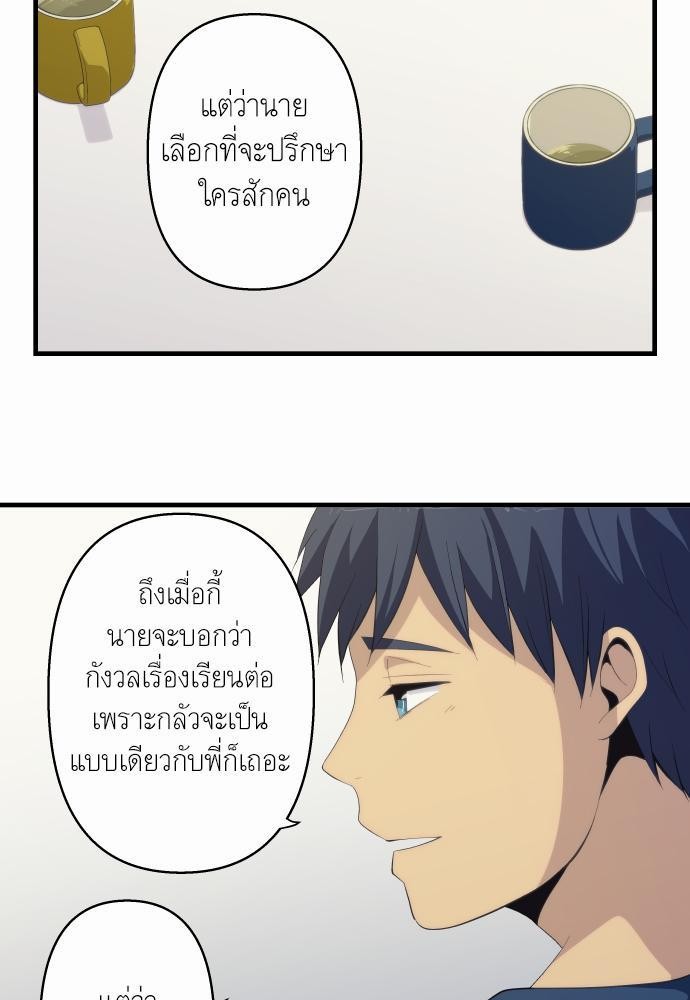 แต่ว่านาย
เลือกที่จะปรึกษา
ใครสักคน
ถึงเมื่อกี้
นายจะบอกว่า
กังวลเรื่องเรียนต่อ
เพราะกลัวจะเป็น
แบบเดียวกับพี่ก็เถอะ
แต่ว่า